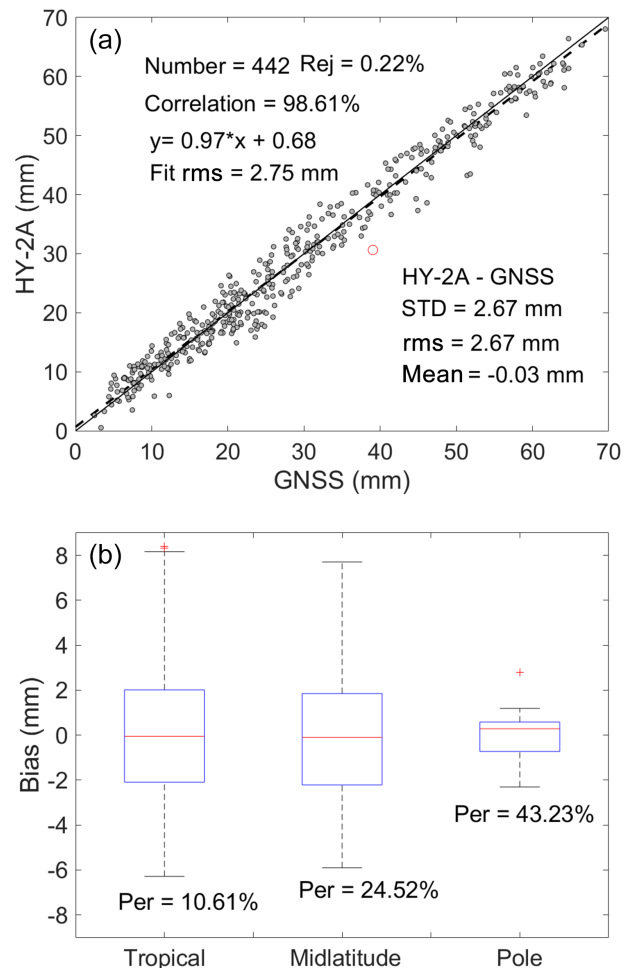 (a)
Number = 442 Rej = 0.22%
Correlation = 98.61%
y= 0.97*x + 0.68
Fit rms = 2.75 mm
HY-2A - GNSS
STD = 2.67 mm
rms = 2.67 mm
Mean = -0.03 mm
70
60
50
40
30
20
10
0
HY-2A (mm)
0 10 20 30 40 50 60 70
GNSS (mm)
(b)
8
6
4
2
0
-2
-4
-6
-8
Bias (mm)
Per = 43.23%
Per = 10.61%
Per = 24.52%
Tropical Midlatitude Pole